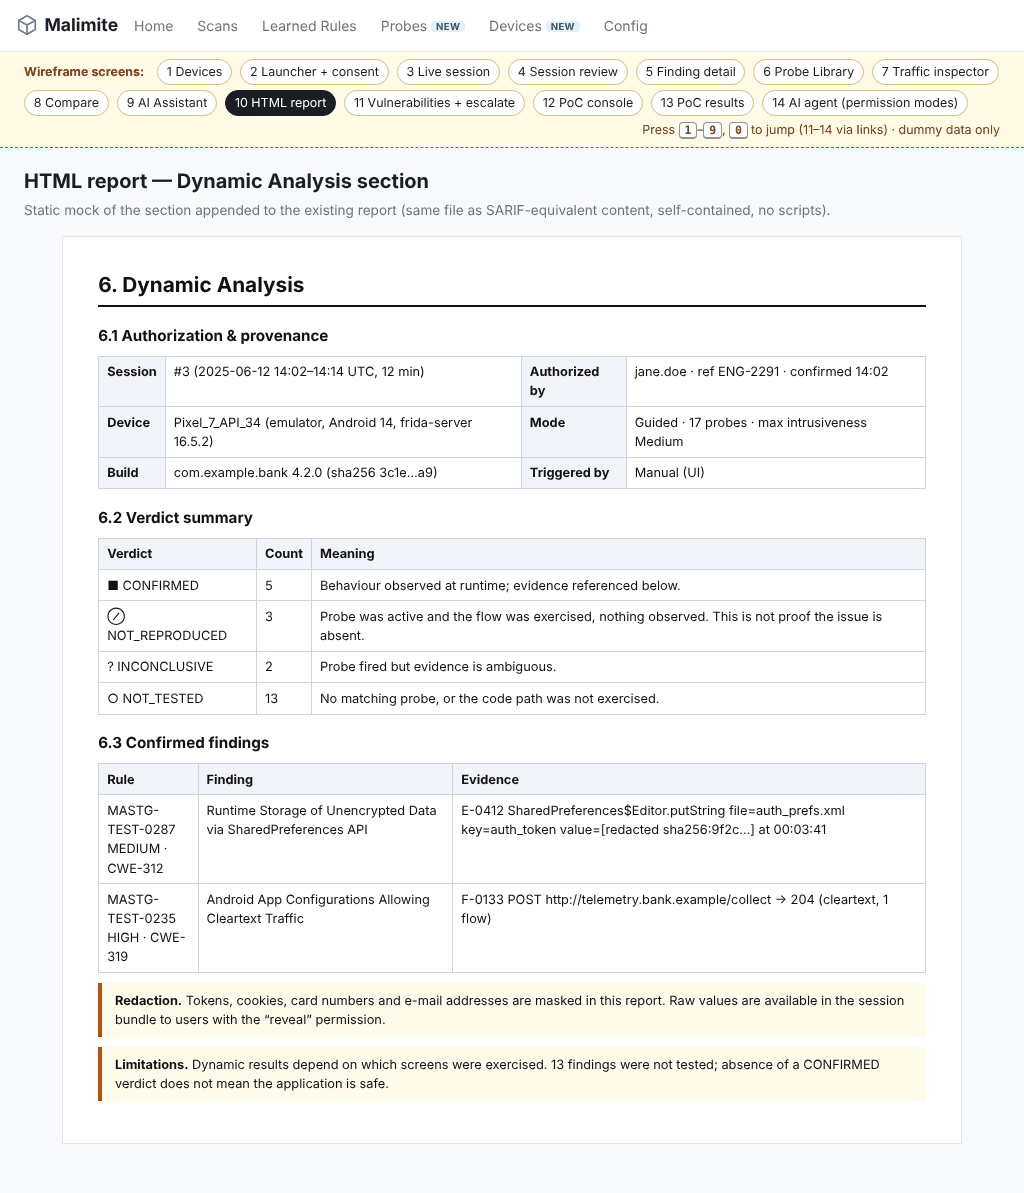 Malimite
Home Scans Learned Rules Probes NEW Devices NEW Config
Wireframe screens: 1 Devices 2 Launcher + consent 3 Live session 4 Session review 5 Finding detail 6 Probe Library 7 Traffic inspector
8 Compare 9 AI Assistant 10 HTML report 11 Vulnerabilities + escalate 12 PoC console 13 PoC results 14 AI agent (permission modes)
Press 1–9, 0 to jump (11–14 via links) · dummy data only
HTML report — Dynamic Analysis section
Static mock of the section appended to the existing report (same file as SARIF-equivalent content, self-contained, no scripts).
6. Dynamic Analysis
6.1 Authorization & provenance
Session #3 (2025-06-12 14:02–14:14 UTC, 12 min)
Authorized
by
jane.doe · ref ENG-2291 · confirmed 14:02
Device
Pixel_7_API_34 (emulator, Android 14, frida-server
16.5.2)
Mode
Guided · 17 probes · max intrusiveness
Medium
Build com.example.bank 4.2.0 (sha256 3c1e…a9)
Triggered by Manual (UI)
6.2 Verdict summary
Verdict Count Meaning
■ CONFIRMED 5 Behaviour observed at runtime; evidence referenced below.
⊘
NOT_REPRODUCED
3
Probe was active and the flow was exercised, nothing observed. This is not proof the issue is
absent.
? INCONCLUSIVE 2 Probe fired but evidence is ambiguous.
○ NOT_TESTED 13 No matching probe, or the code path was not exercised.
6.3 Confirmed findings
Rule Finding Evidence
MASTG-
TEST-0287
MEDIUM ·
CWE-312
Runtime Storage of Unencrypted Data
via SharedPreferences API
E-0412 SharedPreferences$Editor.putString file=auth_prefs.xml
key=auth_token value=[redacted sha256:9f2c…] at 00:03:41
MASTG-
TEST-0235
HIGH · CWE-
319
Android App Configurations Allowing
Cleartext Traffic
F-0133 POST http://telemetry.bank.example/collect → 204 (cleartext, 1
flow)
Redaction. Tokens, cookies, card numbers and e-mail addresses are masked in this report. Raw values are available in the session
bundle to users with the “reveal” permission.
Limitations. Dynamic results depend on which screens were exercised. 13 findings were not tested; absence of a CONFIRMED
verdict does not mean the application is safe.